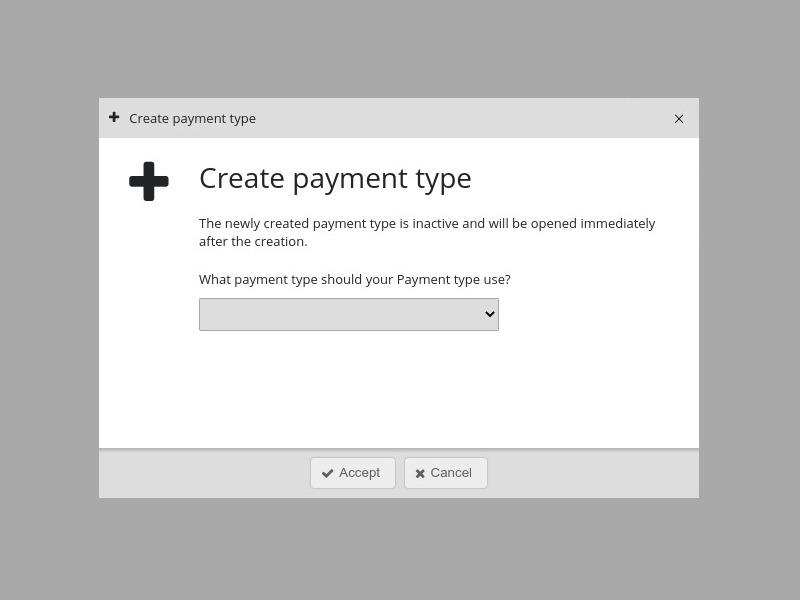 Create payment type
Create payment type
The newly created payment type is inactive and will be opened immediately
after the creation.
What payment type should your Payment type use?
Accept
Cancel